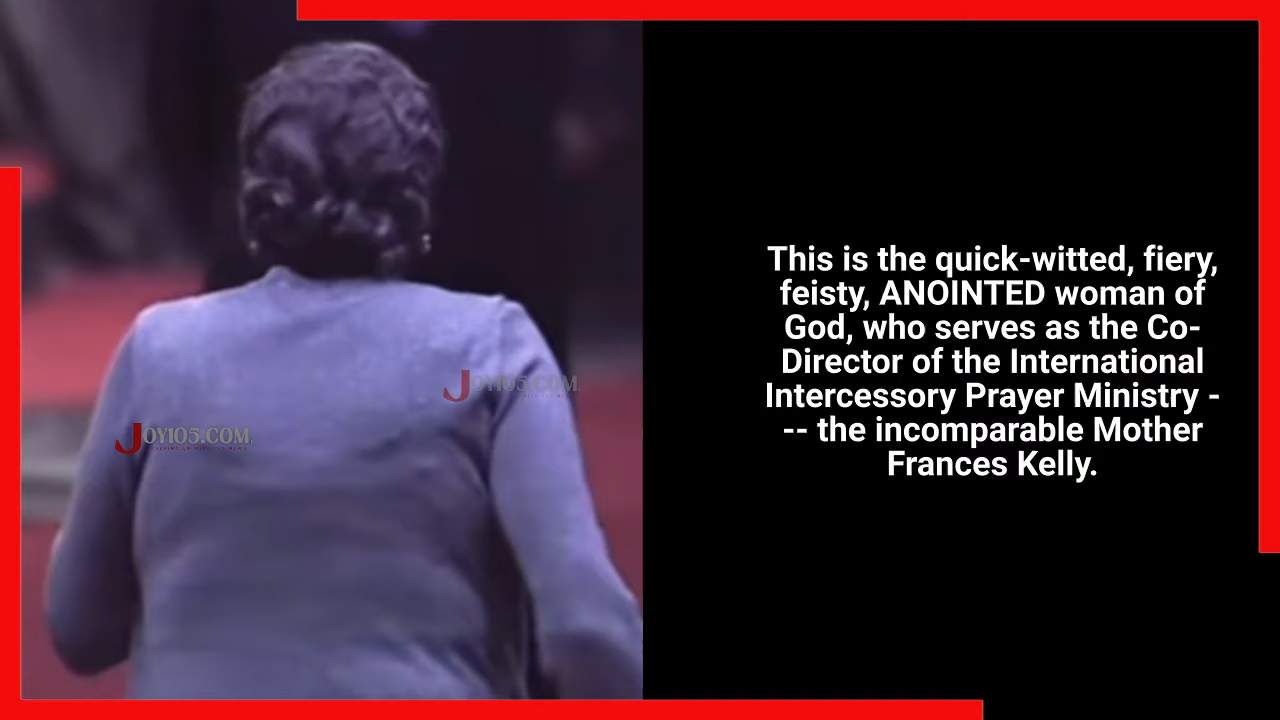 This is the quick-witted, fiery,
feisty, ANOINTED woman of
God, who serves as the Co-
Director of the International
Intercessory Prayer Ministry -
-- the incomparable Mother
Frances Kelly.
JOY105.COM
JOY105.COM